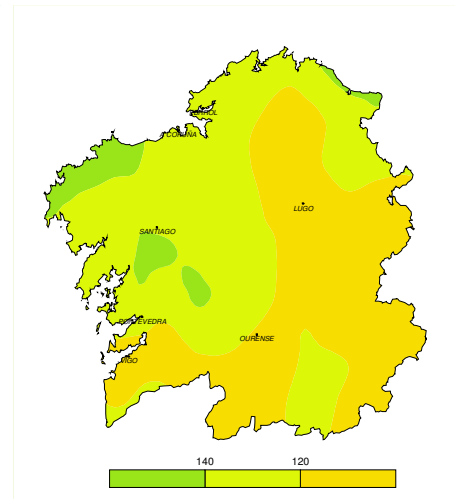 FERROL
A CORUÑA
LUGO
SANTIAGO
PONTEVEDRA
OURENSE
VIGO
140 120